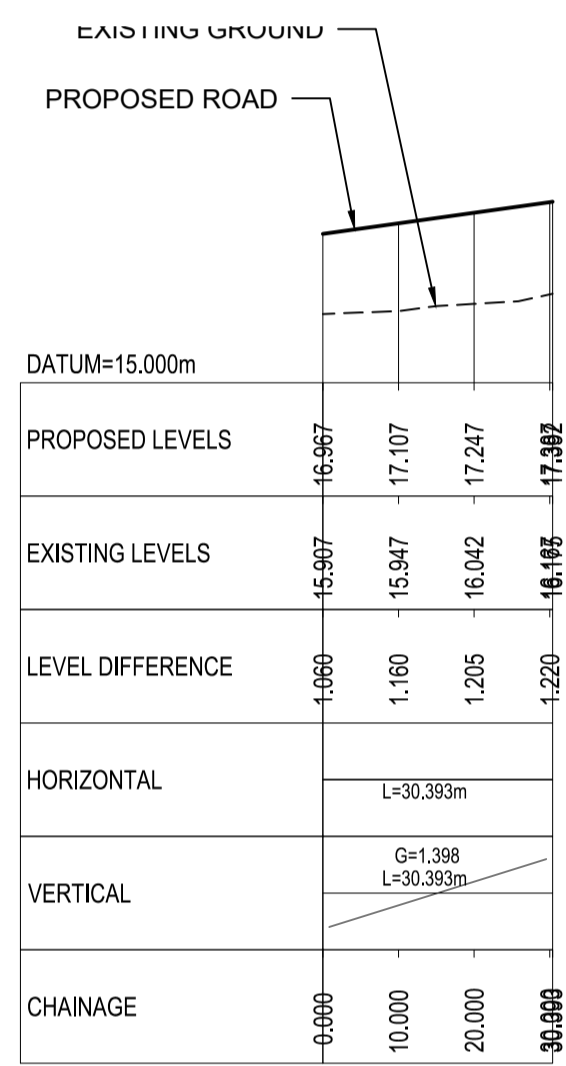 EXISTING GROUND
PROPOSED ROAD
DATUM=15.000m
PROPOSED LEVELS 16.967 17.107 17.247
EXISTING LEVELS 15.907 15.947 16.042
LEVEL DIFFERENCE 1.060 1.160 1.205 1.220
HORIZONTAL L=30.393m
G=1.398
VERTICAL L=30.393m
CHAINAGE 0.000 10.000 20.000